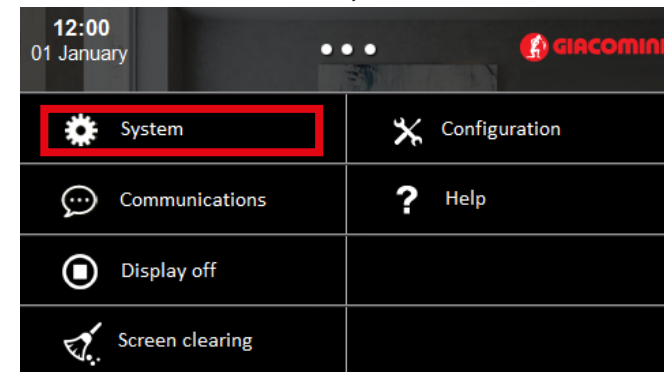 12:00
01 January
GIACOMINI
System
Configuration
Communications
? Help
Display off
Screen clearing